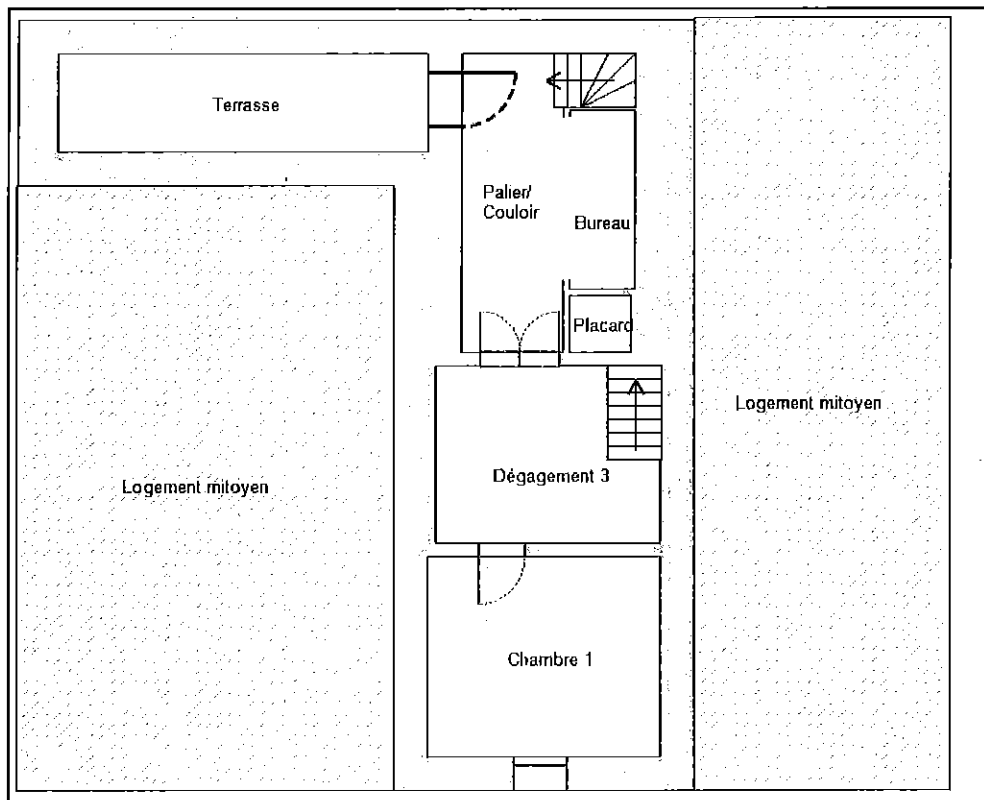 Terrasse
Palier/
Couloir
Bureau
Placard
Logement mitoyen
Dégagement 3
Logement mitoyen
Chambre 1